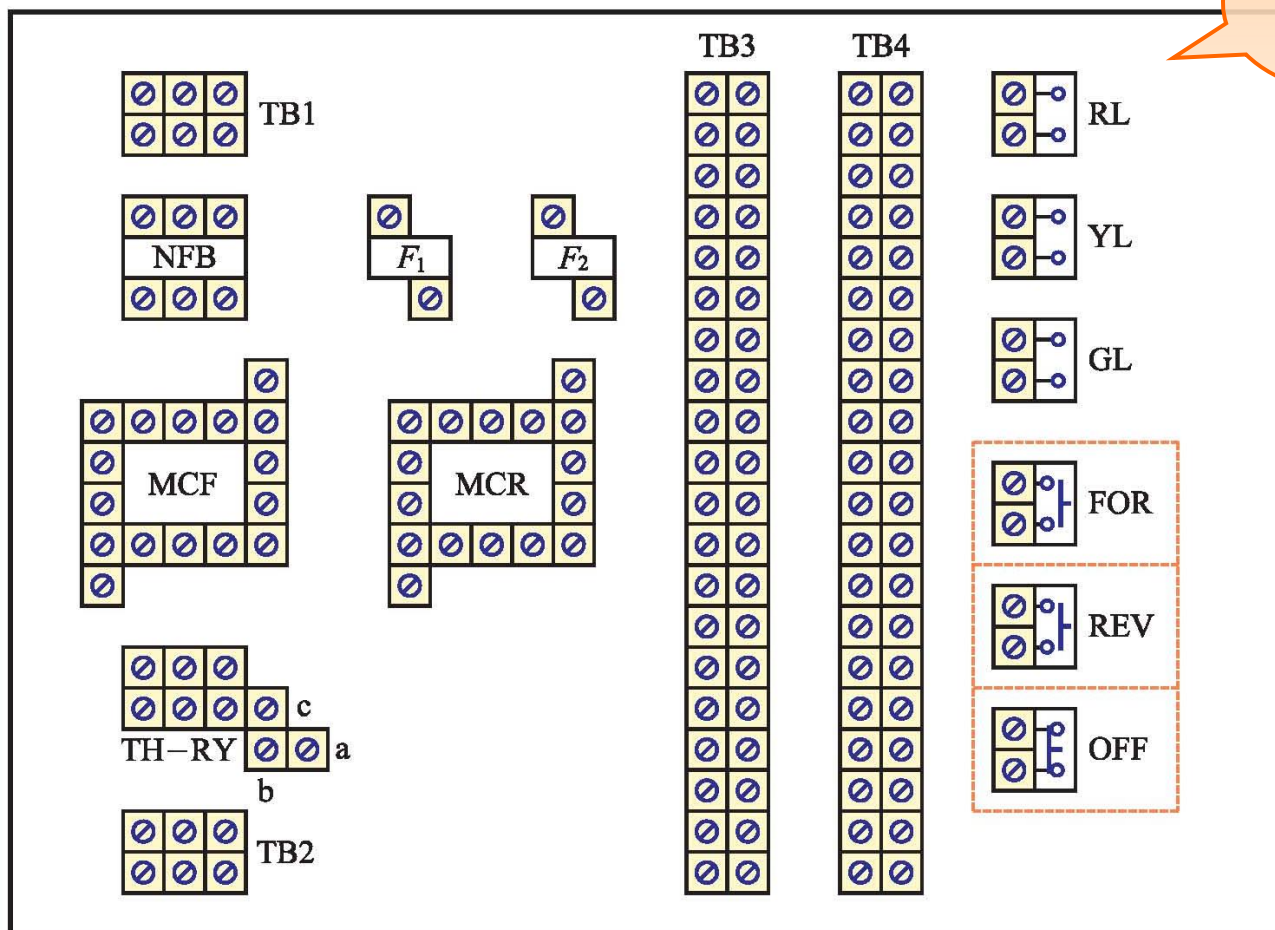 TB3 TB4
TB1
RL
NFB
F1
F2
YL
GL
MCF
MCR
FOR
REV
c
TH−RY
a
b
OFF
TB2